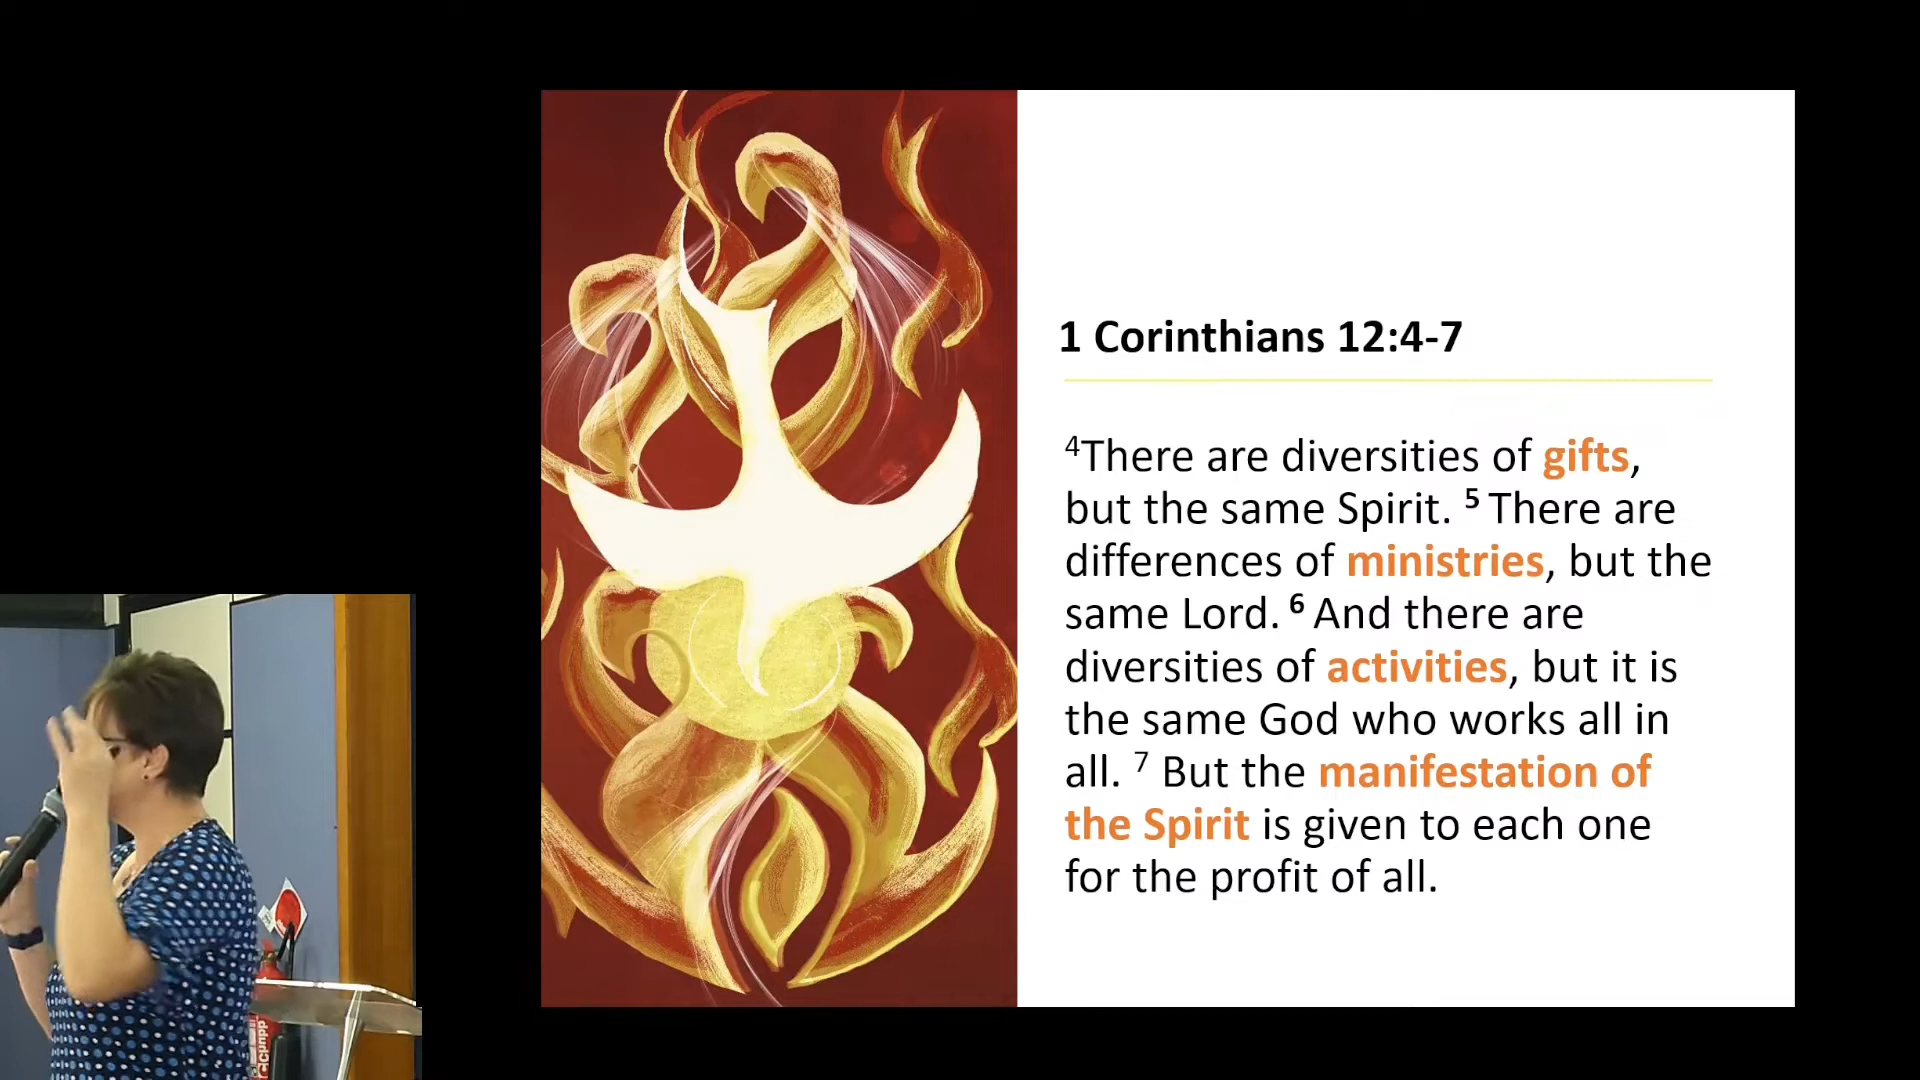 1 Corinthians 12:4-7
⁴There are diversities of gifts,
but the same Spirit. ⁵ There are
differences of ministries, but the
same Lord. ⁶ And there are
diversities of activities, but it is
the same God who works all in
all. ⁷ But the manifestation of
the Spirit is given to each one
for the profit of all.